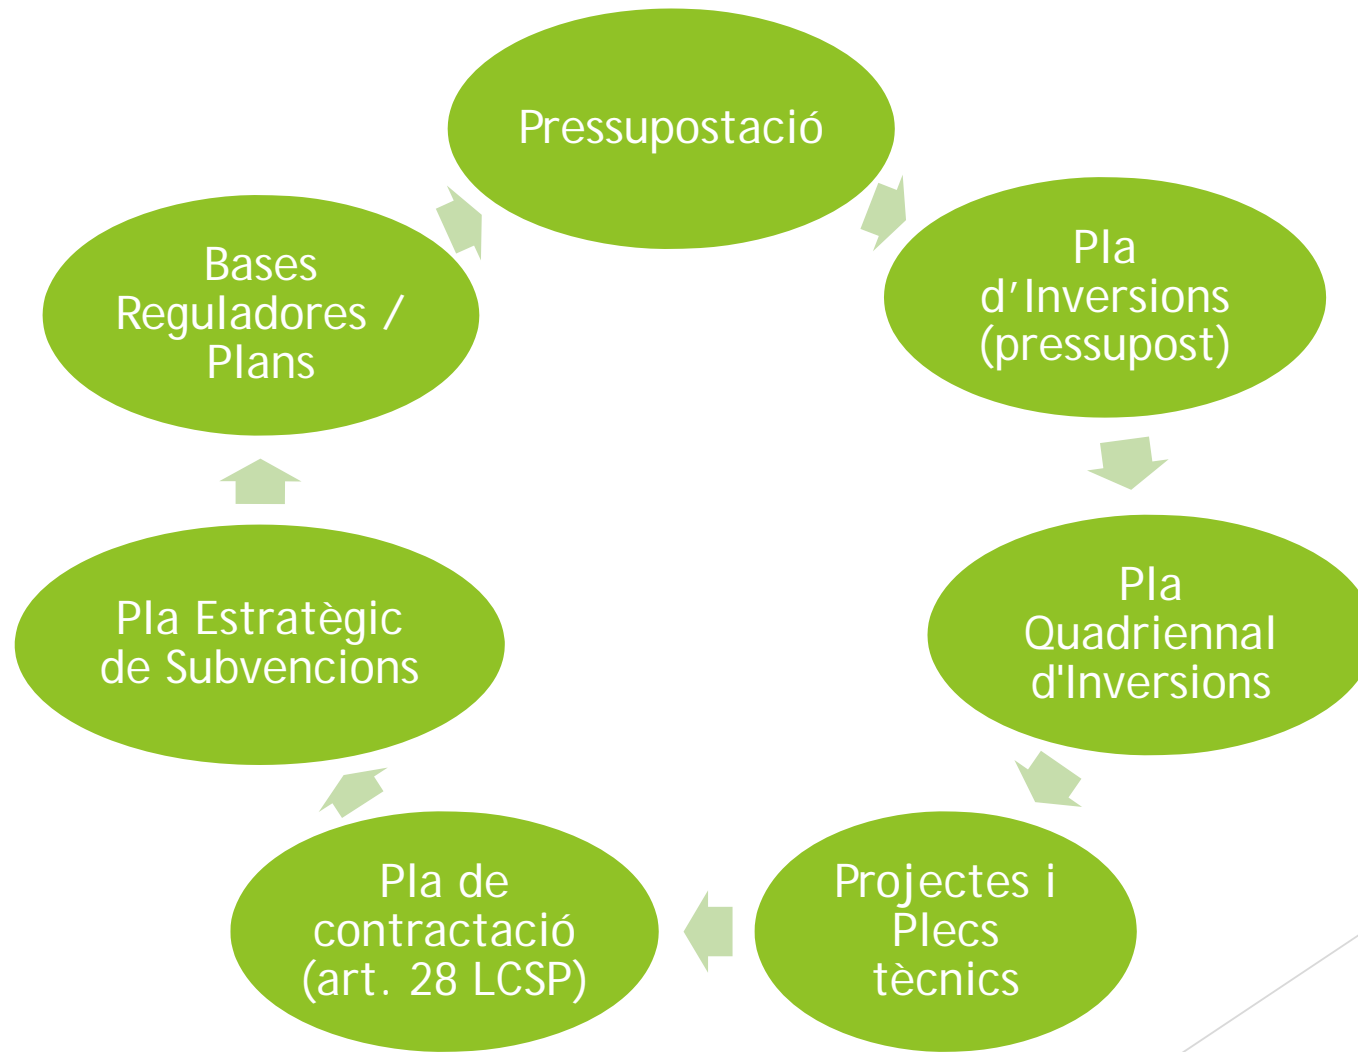 Pressupostació
Pla
d’Inversions
(pressupost)
Pla
Quadriennal
d'Inversions
Projectes i
Plecs
tècnics
Pla de
contractació
(art. 28 LCSP)
Pla Estratègic
de Subvencions
Bases
Reguladores /
Plans